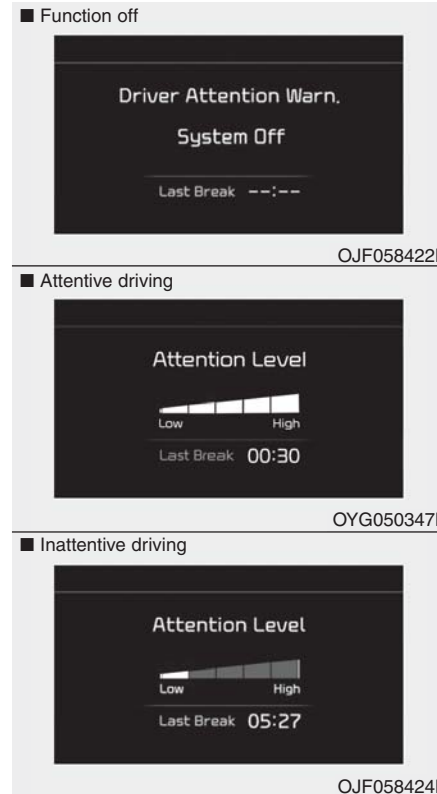 ■ Function off
Driver Attention Warn.
System Off
Last Break --:--
OJF058422
■ Attentive driving
Attention Level
Low High
Last Break 00:30
OYG050347
■ Inattentive driving
Attention Level
Low High
Last Break 05:27
OJF058424